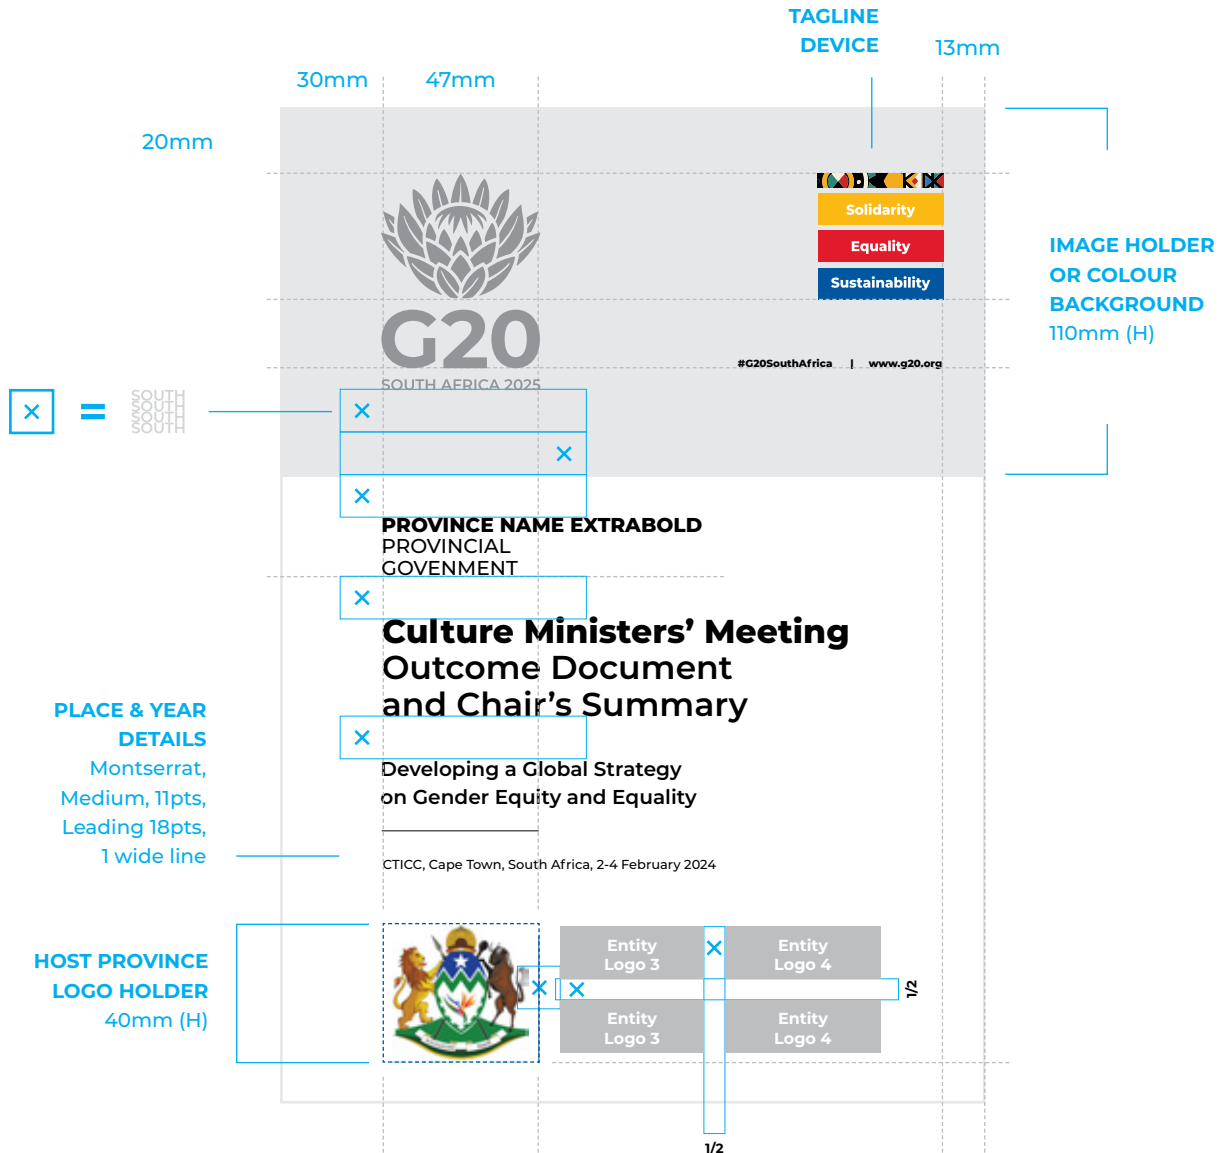 TAGLINE
DEVICE
13mm
30mm
47mm
20mm
Solidarity
Equality
Sustainability
IMAGE HOLDER
OR COLOUR
BACKGROUND
110mm (H)
G20
SOUTH AFRICA 2025
#G20SouthAfrica | www.g20.org
× =
SOUTH
SOUTH
SOUTH
SOUTH
×
×
×
PROVINCE NAME EXTRABOLD
PROVINCIAL
GOVENMENT
×
Culture Ministers’ Meeting
Outcome Document
and Chair’s Summary
×
PLACE & YEAR
DETAILS
Montserrat,
Medium, 11pts,
Leading 18pts,
1 wide line
Developing a Global Strategy
on Gender Equity and Equality
CTICC, Cape Town, South Africa, 2-4 February 2024
HOST PROVINCE
LOGO HOLDER
40mm (H)
Entity
Logo 3
×
Entity
Logo 4
× ×
1/2
Entity
Logo 3
Entity
Logo 4
1/2